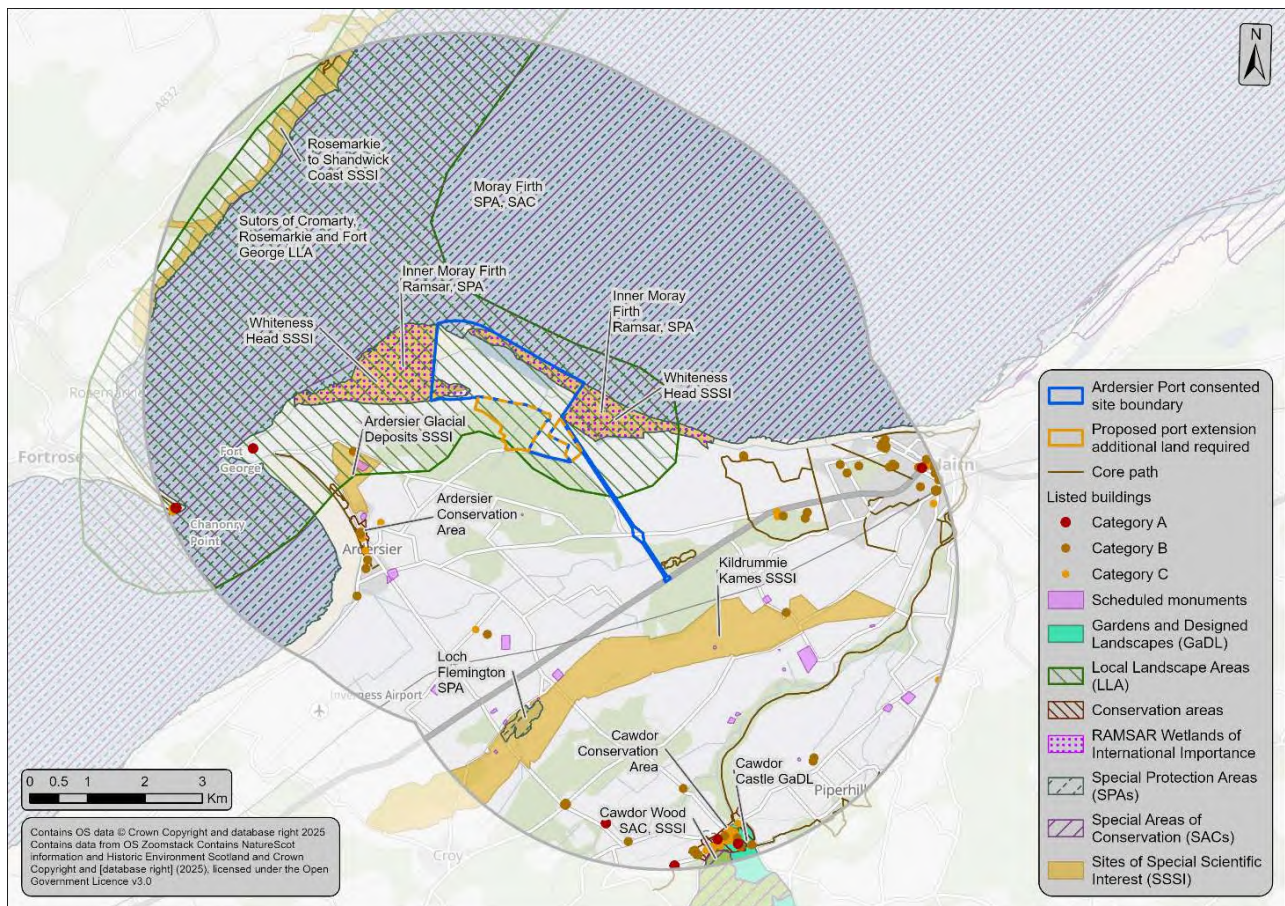 N
A832
Rosemarkie
to Shandwick
Coast SSSI
Moray Firth
SPA, SAC
Sutors of Cromarty,
Rosemarkie and Fort
George LLA
Inner Moray Firth
Ramsar, SPA
Inner Moray
Firth
Ramsar, SPA
Whiteness
Head SSSI
Whiteness
Head SSSI
Ardersier Glacial
Deposits SSSI
Fort
George
Fortrose
Nairn
Chanonry
Point
Ardersier
Conservation
Area
Ardersier
Kildrummie
Kames SSSI
Loch
Flemington
SPA
Inverness Airport
Cawdor
Conservation
Area
Cawdor
Castle GaDL
Piperhill
Cawdor Wood
SAC, SSSI
Croy
Ardersier Port consented
site boundary
Proposed port extension
additional land required
Core path
Listed buildings
Category A
Category B
Category C
Scheduled monuments
Gardens and Designed
Landscapes (GaDL)
Local Landscape Areas
(LLA)
Conservation areas
RAMSAR Wetlands of
International Importance
Special Protection Areas
(SPAs)
Special Areas of
Conservation (SACs)
Sites of Special Scientific
Interest (SSSI)
0 0.5 1 2 3
Km
Contains OS data © Crown Copyright and database right 2025
Contains data from OS Zoomstack Contains NatureScot
information and Historic Environment Scotland and Crown
Copyright and [database right] (2025), licensed under the Open
Government Licence v3.0